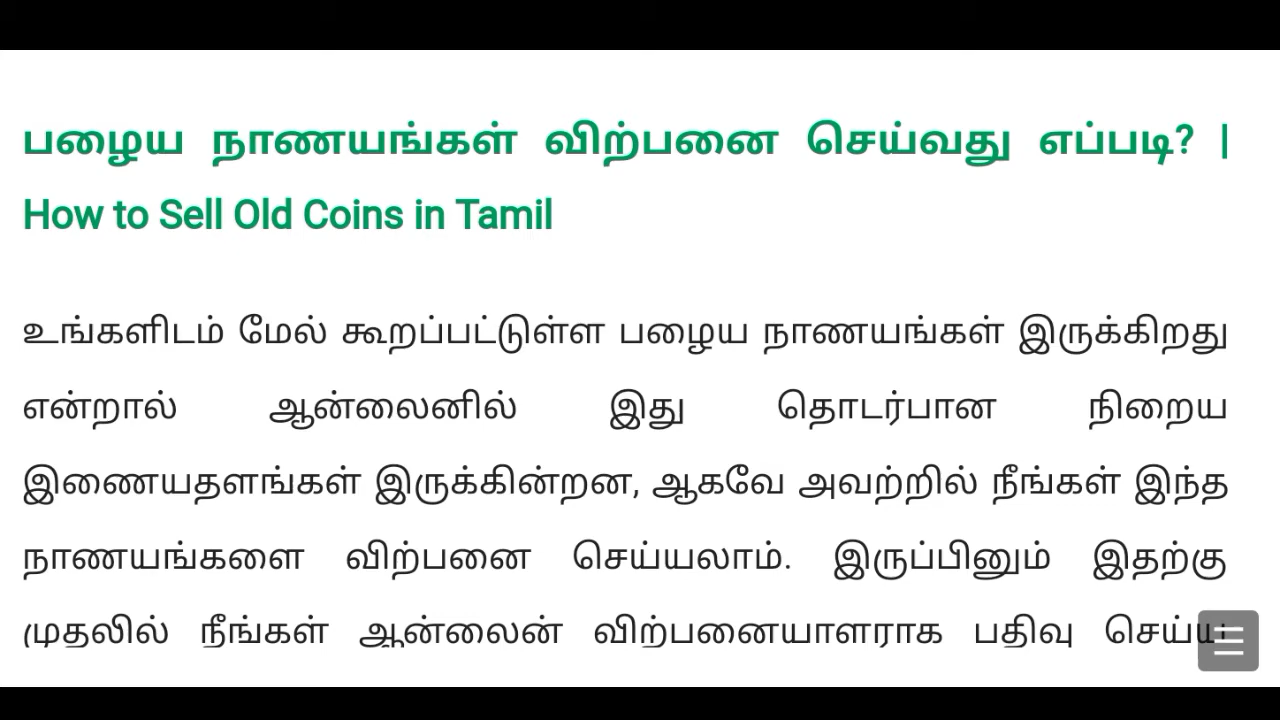 பழைய நாணயங்கள் விற்பனை செய்வது எப்படி? |
How to Sell Old Coins in Tamil
உங்களிடம் மேல் கூறப்பட்டுள்ள பழைய நாணயங்கள் இருக்கிறது
என்றால் ஆன்லைனில் இது தொடர்பான நிறைய
இணையதளங்கள் இருக்கின்றன, ஆகவே அவற்றில் நீங்கள் இந்த
நாணயங்களை விற்பனை செய்யலாம். இருப்பினும் இதற்கு
முதலில் நீங்கள் ஆன்லைன் விற்பனையாளராக பதிவு செய்ய